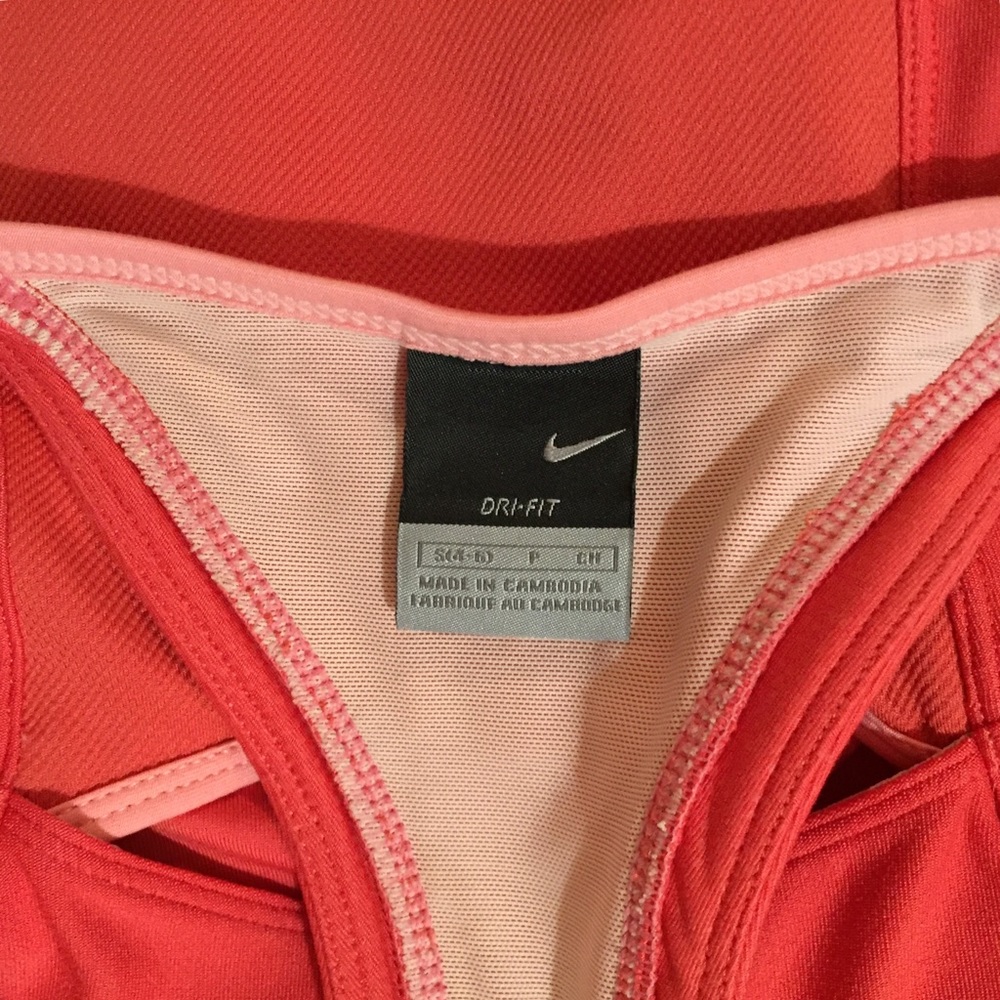 DRI-FIT
S(4-6) P CH
MADE IN CAMBODIA
FABRIQUE AU CAMBODGE